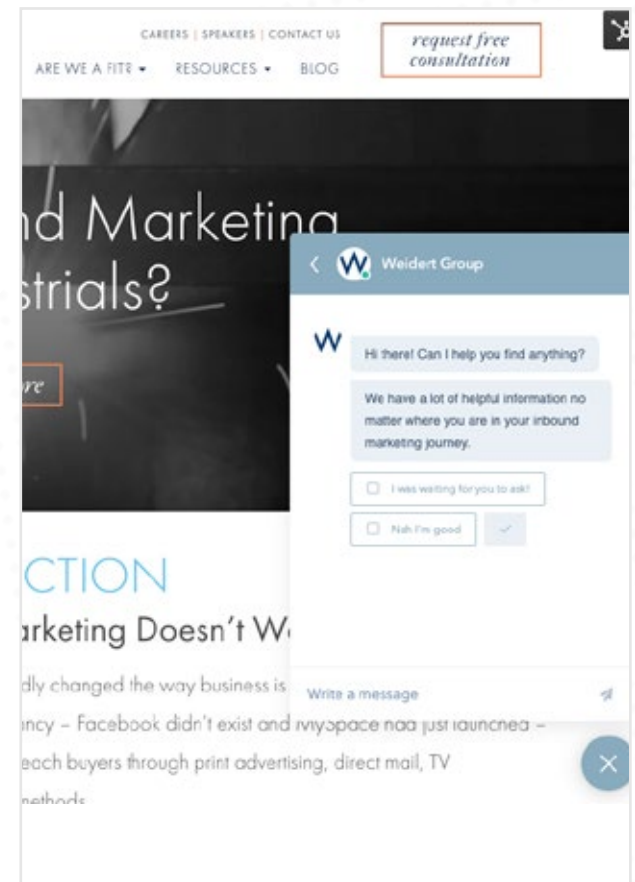 CAREERS | SPEAKERS | CONTACT US
request free
consultation
ARE WE A FIT? RESOURCES BLOG
nd Marketing
strials?
re
Weidert Group
W
Hi there! Can I help you find anything?
We have a lot of helpful information no
matter where you are in your inbound
marketing journey.
I was waiting for you to ask!
Nah I'm good
Write a message
CTION
arketing Doesn't W
dly changed the way business is
ncy – Facebook didn't exist and MySpace had just launched –
each buyers through print advertising, direct mail, TV
methods